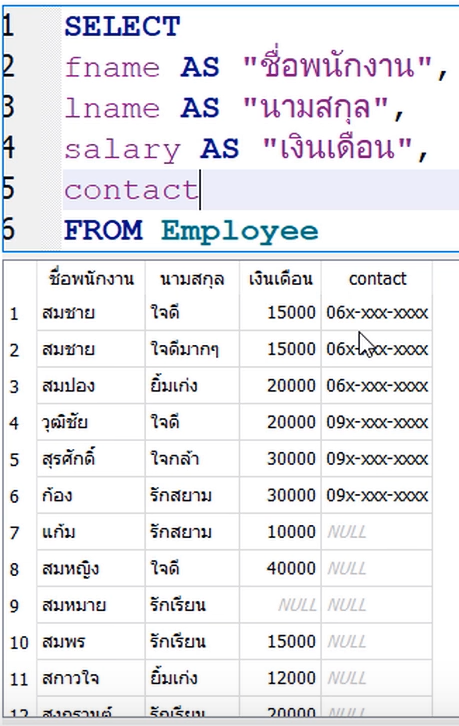 1 SELECT
2 fname AS "ชื่อพนักงาน",
3 lname AS "นามสกุล",
4 salary AS "เงินเดือน",
5 contact
6 FROM Employee
ชื่อพนักงาน นามสกุล เงินเดือน contact
1 สมชาย ใจดี 15000 06x-xxx-xxxx
2 สมชาย ใจดีมากๆ 15000 06x-xxx-xxxx
3 สมปอง ยิ้มเก่ง 20000 06x-xxx-xxxx
4 วุฒิชัย ใจดี 20000 09x-xxx-xxxx
5 สุรศักดิ์ ใจกล้า 30000 09x-xxx-xxxx
6 ก้อง รักสยาม 30000 09x-xxx-xxxx
7 แก้ม รักสยาม 10000 NULL
8 สมหญิง ใจดี 40000 NULL
9 สมหมาย รักเรียน NULL NULL
10 สมพร รักเรียน 15000 NULL
11 สกาวใจ ยิ้มเก่ง 12000 NULL
12 สงกรานต์ รักเรียน 20000 NULL